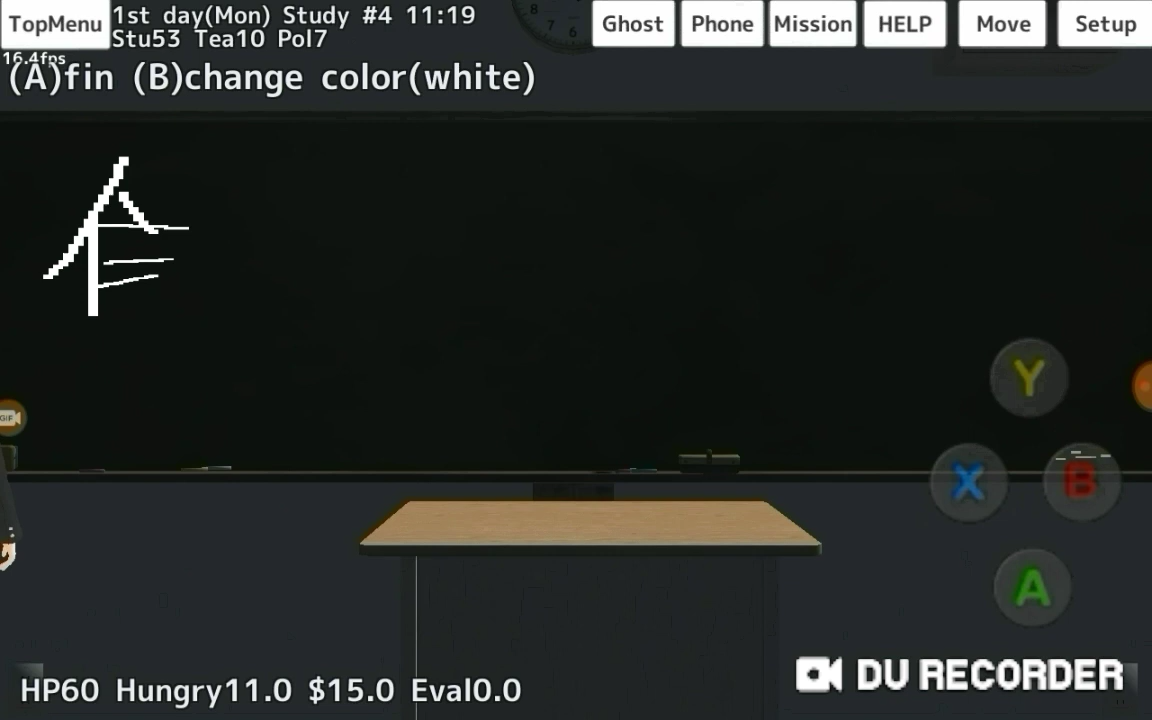 TopMenu 1st day(Mon) Study #4 11:19 Ghost Phone Mission HELP Move Setup
Stu53 Tea10 Pol7
16.4fps
(A)fin (B)change color(white)
Y
GIF
X B
A
HP60 Hungry11.0 $15.0 Eval0.0 DU RECORDER